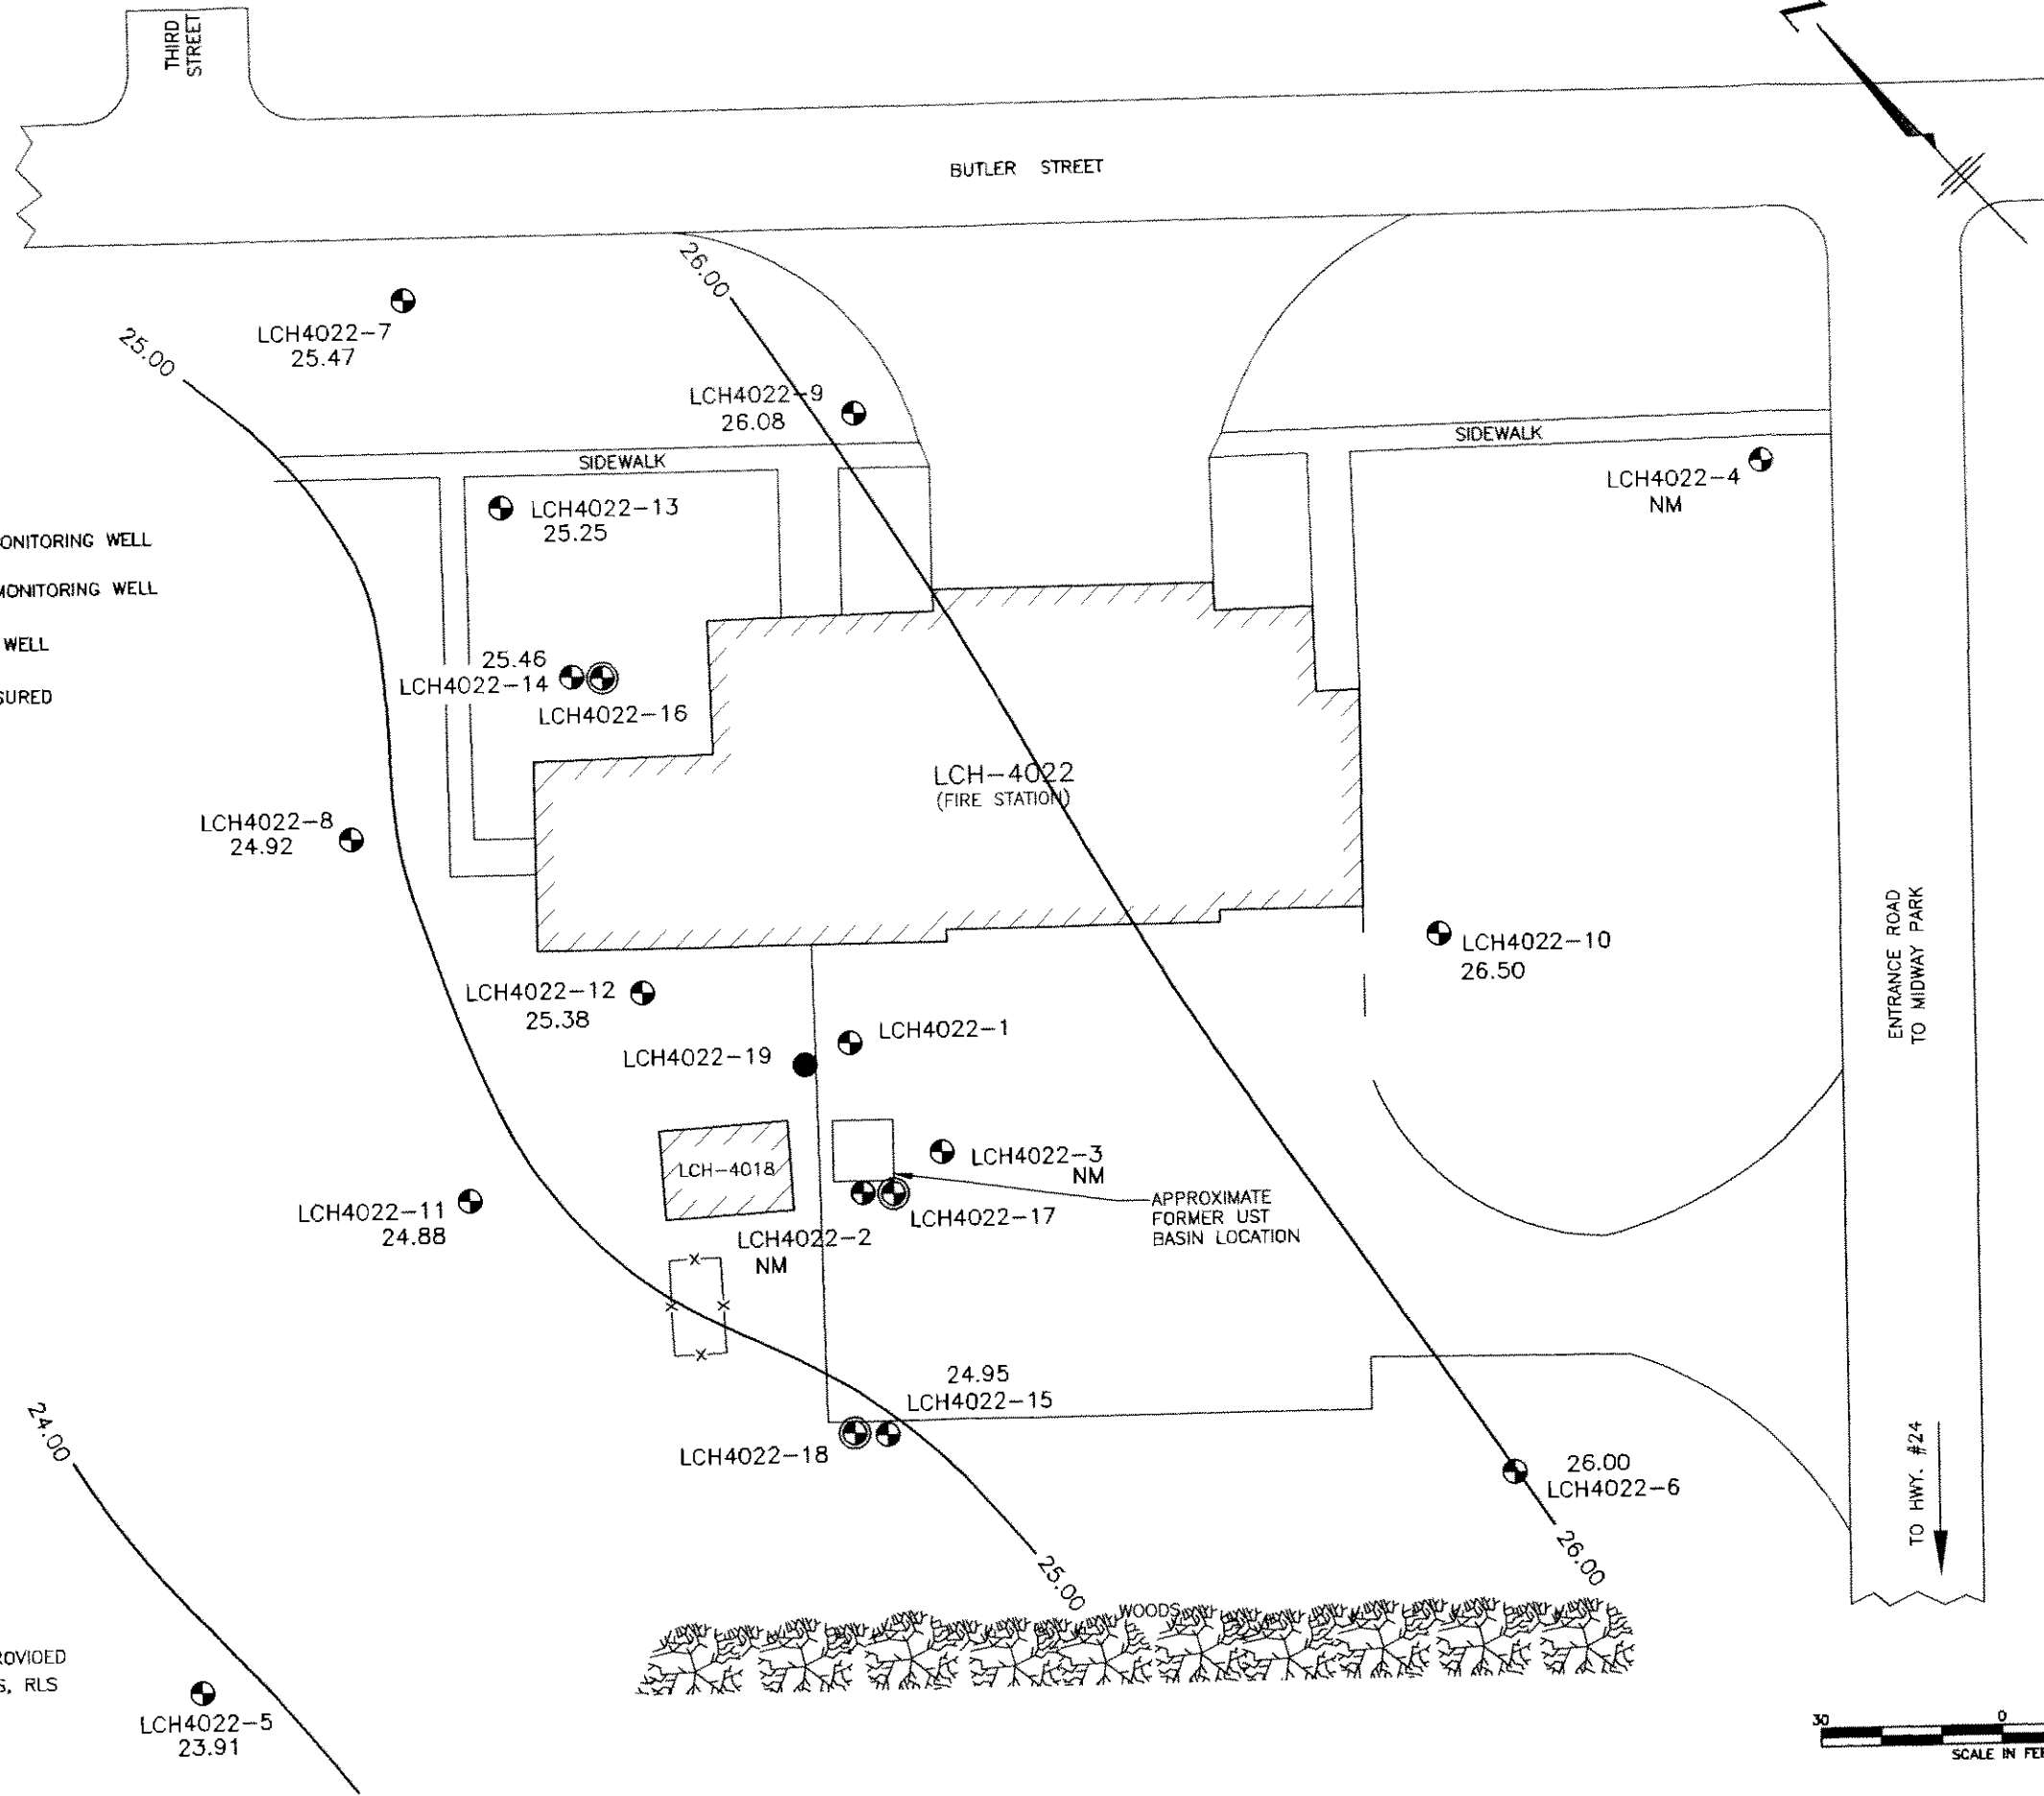 THIRD
STREET
BUTLER STREET
26.00
25.00
LCH4022-7
25.47
LCH4022-9
26.08
SIDEWALK
SIDEWALK
LCH4022-4
NM
LCH4022-13
25.25
ONITORING WELL
MONITORING WELL
WELL
SURED
25.46
LCH4022-14
LCH4022-16
LCH-4022
(FIRE STATION)
LCH4022-8
24.92
LCH4022-10
26.50
ENTRANCE ROAD
TO MIDWAY PARK
LCH4022-12
25.38
LCH4022-1
LCH4022-19
LCH-4018
LCH4022-3
NM
APPROXIMATE
FORMER UST
BASIN LOCATION
LCH4022-17
LCH4022-11
24.88
LCH4022-2
NM
24.95
LCH4022-15
LCH4022-18
24.00
26.00
LCH4022-6
TO HWY. #24
26.00
25.00
WOODS
ROVIDED
S, RLS
LCH4022-5
23.91
30
0
SCALE IN FEE